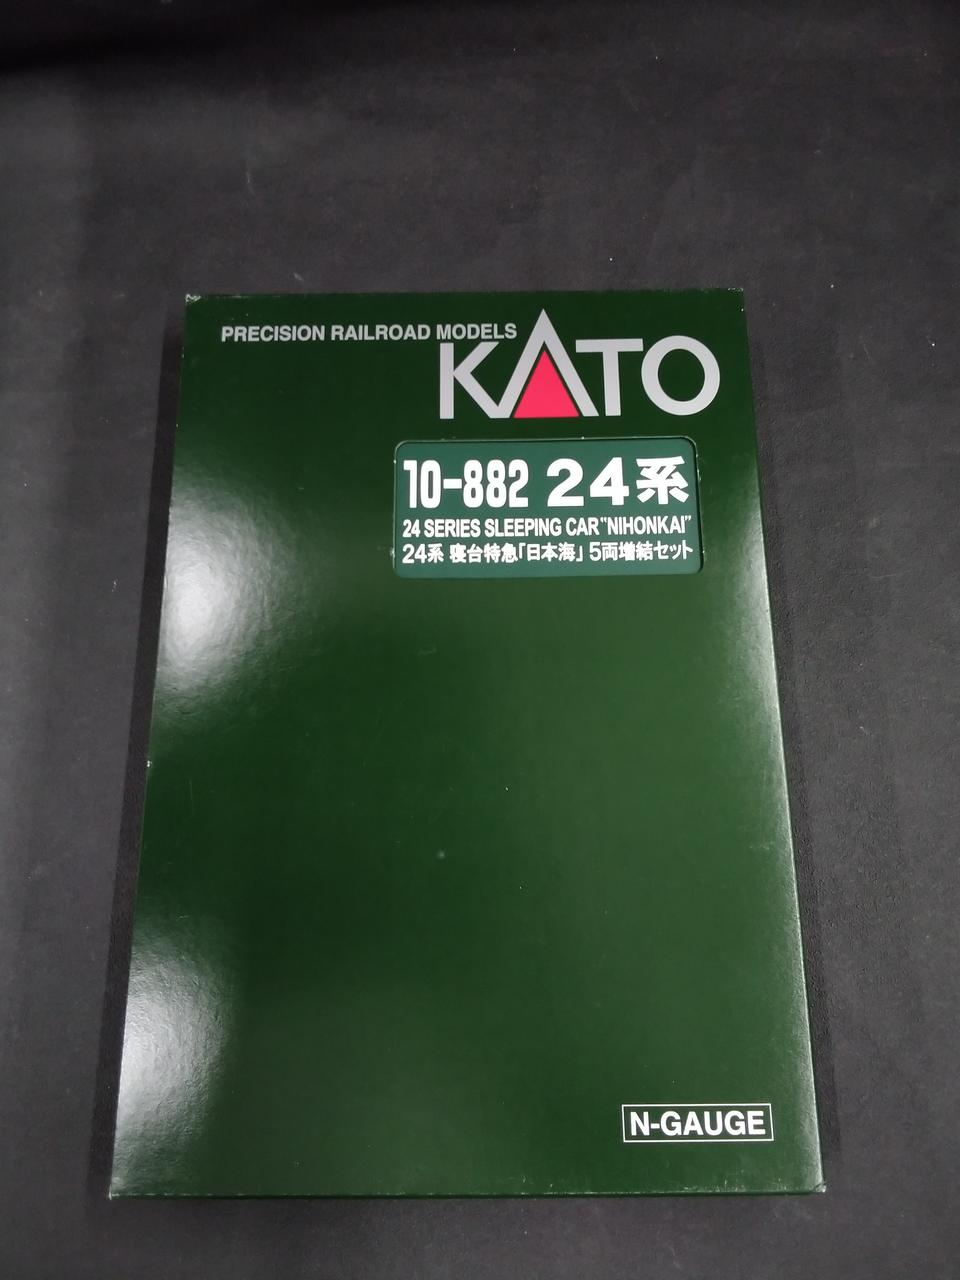 PRECISION RAILROAD MODELS
KATO
10-882 24系
24 SERIES SLEEPING CAR "NIHONKAI"
24系 寝台特急「日本海」 5両増結セット
N-GAUGE